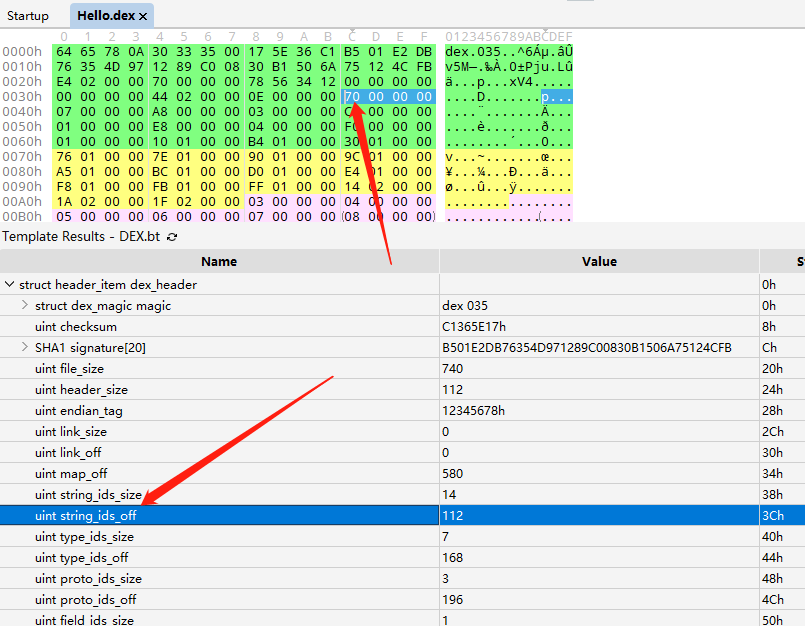 Startup Hello.dex ×
0 1 2 3 4 5 6 7 8 9 A B C D E F 0123456789ABCDEF
0000h 64 65 78 0A 30 33 35 00 17 5E 36 C1 B5 01 E2 DB dex.035..^6Áµ.âÛ
0010h 76 35 4D 97 12 89 C0 08 30 B1 50 6A 75 12 4C FB v5M—.‰À.0±Pju.Lû
0020h E4 02 00 00 70 00 00 00 78 56 34 12 00 00 00 00 ä...p...xV4.....
0030h 00 00 00 00 44 02 00 00 0E 00 00 00 70 00 00 00 ....D.......p...
0040h 07 00 00 00 A8 00 00 00 03 00 00 00 00 00 00 ....¨.......Ä...
0050h 01 00 00 00 E8 00 00 00 04 00 00 00 00 00 00 ....è.......ð...
0060h 01 00 00 00 10 01 00 00 B4 01 00 00 30 01 00 00 ........´...0...
0070h 76 01 00 00 7E 01 00 00 90 01 00 00 9C 01 00 00 v...~.......œ...
0080h A5 01 00 00 BC 01 00 00 D0 01 00 00 E4 01 00 00 ¥...¼...Ð...ä...
0090h F8 01 00 00 FB 01 00 00 FF 01 00 00 14 02 00 00 ø...û...ÿ.......
00A0h 1A 02 00 00 1F 02 00 00 03 00 00 00 04 00 00 00 ................
00B0h 05 00 00 00 06 00 00 00 07 00 00 00 (08 00 00 00) ............(...
Template Results - DEX.bt
Name Value S
struct header_item dex_header 0h
struct dex_magic magic dex 035 0h
uint checksum C1365E17h 8h
SHA1 signature[20] B501E2DB76354D971289C00830B1506A75124CFB Ch
uint file_size 740 20h
uint header_size 112 24h
uint endian_tag 12345678h 28h
uint link_size 0 2Ch
uint link_off 0 30h
uint map_off 580 34h
uint string_ids_size 14 38h
uint string_ids_off 112 3Ch
uint type_ids_size 7 40h
uint type_ids_off 168 44h
uint proto_ids_size 3 48h
uint proto_ids_off 196 4Ch
uint field_ids_size 1 50h